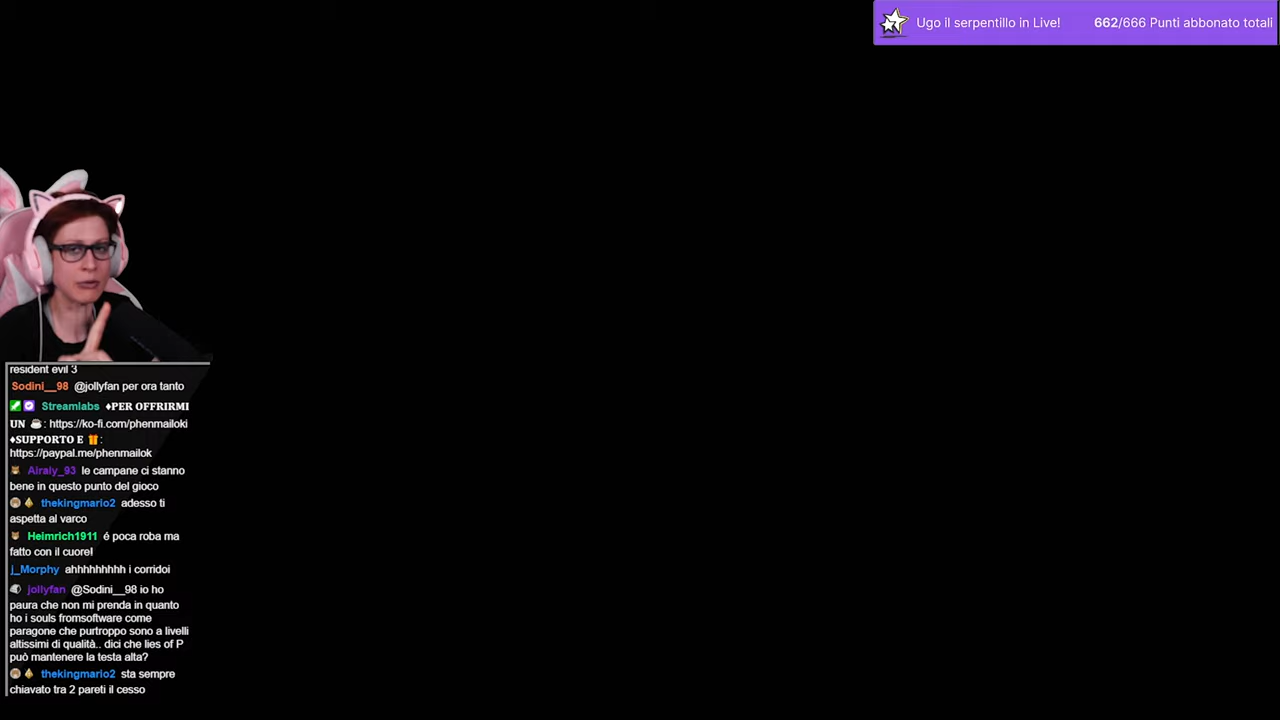 Ugo il serpentillo in Live! 662/666 Punti abbonato totali
resident evil 3
Sodini__98 @jollyfan per ora tanto
Streamlabs ♦PER OFFRIRMI
UN ☕: https://ko-fi.com/phenmailoki
♦SUPPORTO E 🎁:
https://paypal.me/phenmailok
Airaly_93 le campane ci stanno
bene in questo punto del gioco
thekingmario2 adesso ti
aspetta al varco
Heimrich1911 é poca roba ma
fatto con il cuore!
j_Morphy ahhhhhhhhh i corridoi
jollyfan @Sodini__98 io ho
paura che non mi prenda in quanto
ho i souls fromsoftware come
paragone che purtroppo sono a livelli
altissimi di qualità.. dici che lies of P
può mantenere la testa alta?
thekingmario2 sta sempre
chiavato tra 2 pareti il cesso